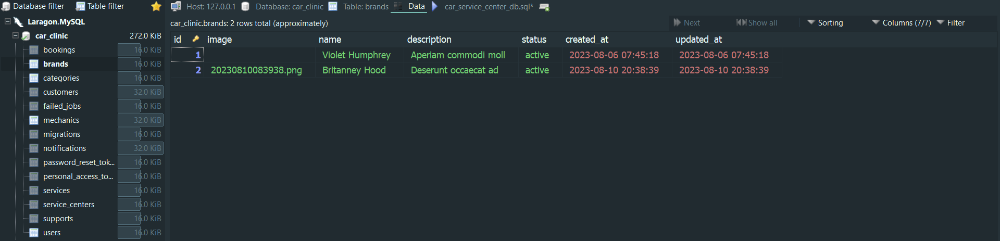 Database filter Table filter Host: 127.0.0.1 Database: car_clinic Table: brands Data car_service_center_db.sql*
Laragon.MySQL
car_clinic 272.0 KiB
bookings 16.0 KiB
brands 16.0 KiB
categories 16.0 KiB
customers 32.0 KiB
failed_jobs 16.0 KiB
mechanics 32.0 KiB
migrations 16.0 KiB
notifications 32.0 KiB
password_reset_tok... 16.0 KiB
personal_access_to... 16.0 KiB
services 16.0 KiB
service_centers 16.0 KiB
supports 16.0 KiB
users 16.0 KiB
car_clinic.brands: 2 rows total (approximately) Next Show all Sorting Columns (7/7) Filter
id image name description status created_at updated_at
1 Violet Humphrey Aperiam commodi moll active 2023-08-06 07:45:18 2023-08-06 07:45:18
2 20230810083938.png Britanney Hood Deserunt occaecat ad active 2023-08-10 20:38:39 2023-08-10 20:38:39